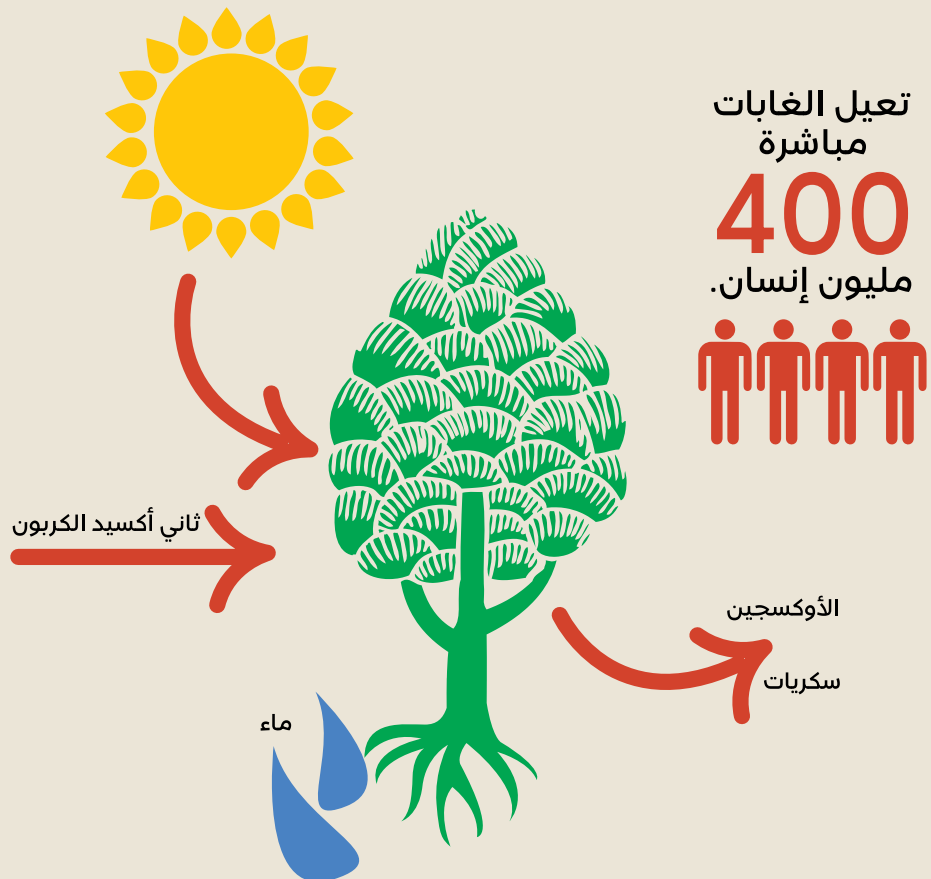 تعيل الغابات
مباشرة
400
مليون إنسان.
ثاني أكسيد الكربون
الأوكسجين
سكريات
ماء